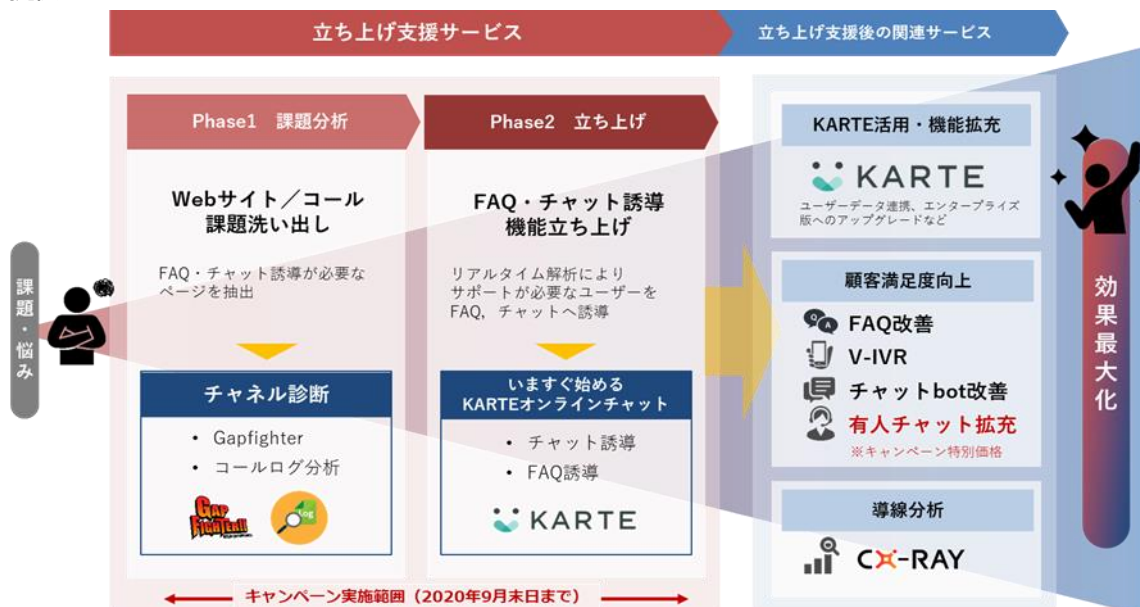 立ち上げ支援サービス
立ち上げ支援後の関連サービス
課題・悩み
Phase1 課題分析
Webサイト／コール
課題洗い出し
FAQ・チャット誘導が必要な
ページを抽出
チャネル診断
• Gapfighter
• コールログ分析
GAP
FIGHTER!!
Log
Phase2 立ち上げ
FAQ・チャット誘導
機能立ち上げ
リアルタイム解析により
サポートが必要なユーザーを
FAQ，チャットへ誘導
いますぐ始める
KARTEオンラインチャット
• チャット誘導
• FAQ誘導
KARTE
キャンペーン実施範囲（2020年9月末日まで）
KARTE活用・機能拡充
KARTE
ユーザーデータ連携、エンタープライズ
版へのアップグレードなど
顧客満足度向上
Q A
FAQ改善
V-IVR
チャットbot改善
有人チャット拡充
※キャンペーン特別価格
導線分析
CX-RAY
効果最大化